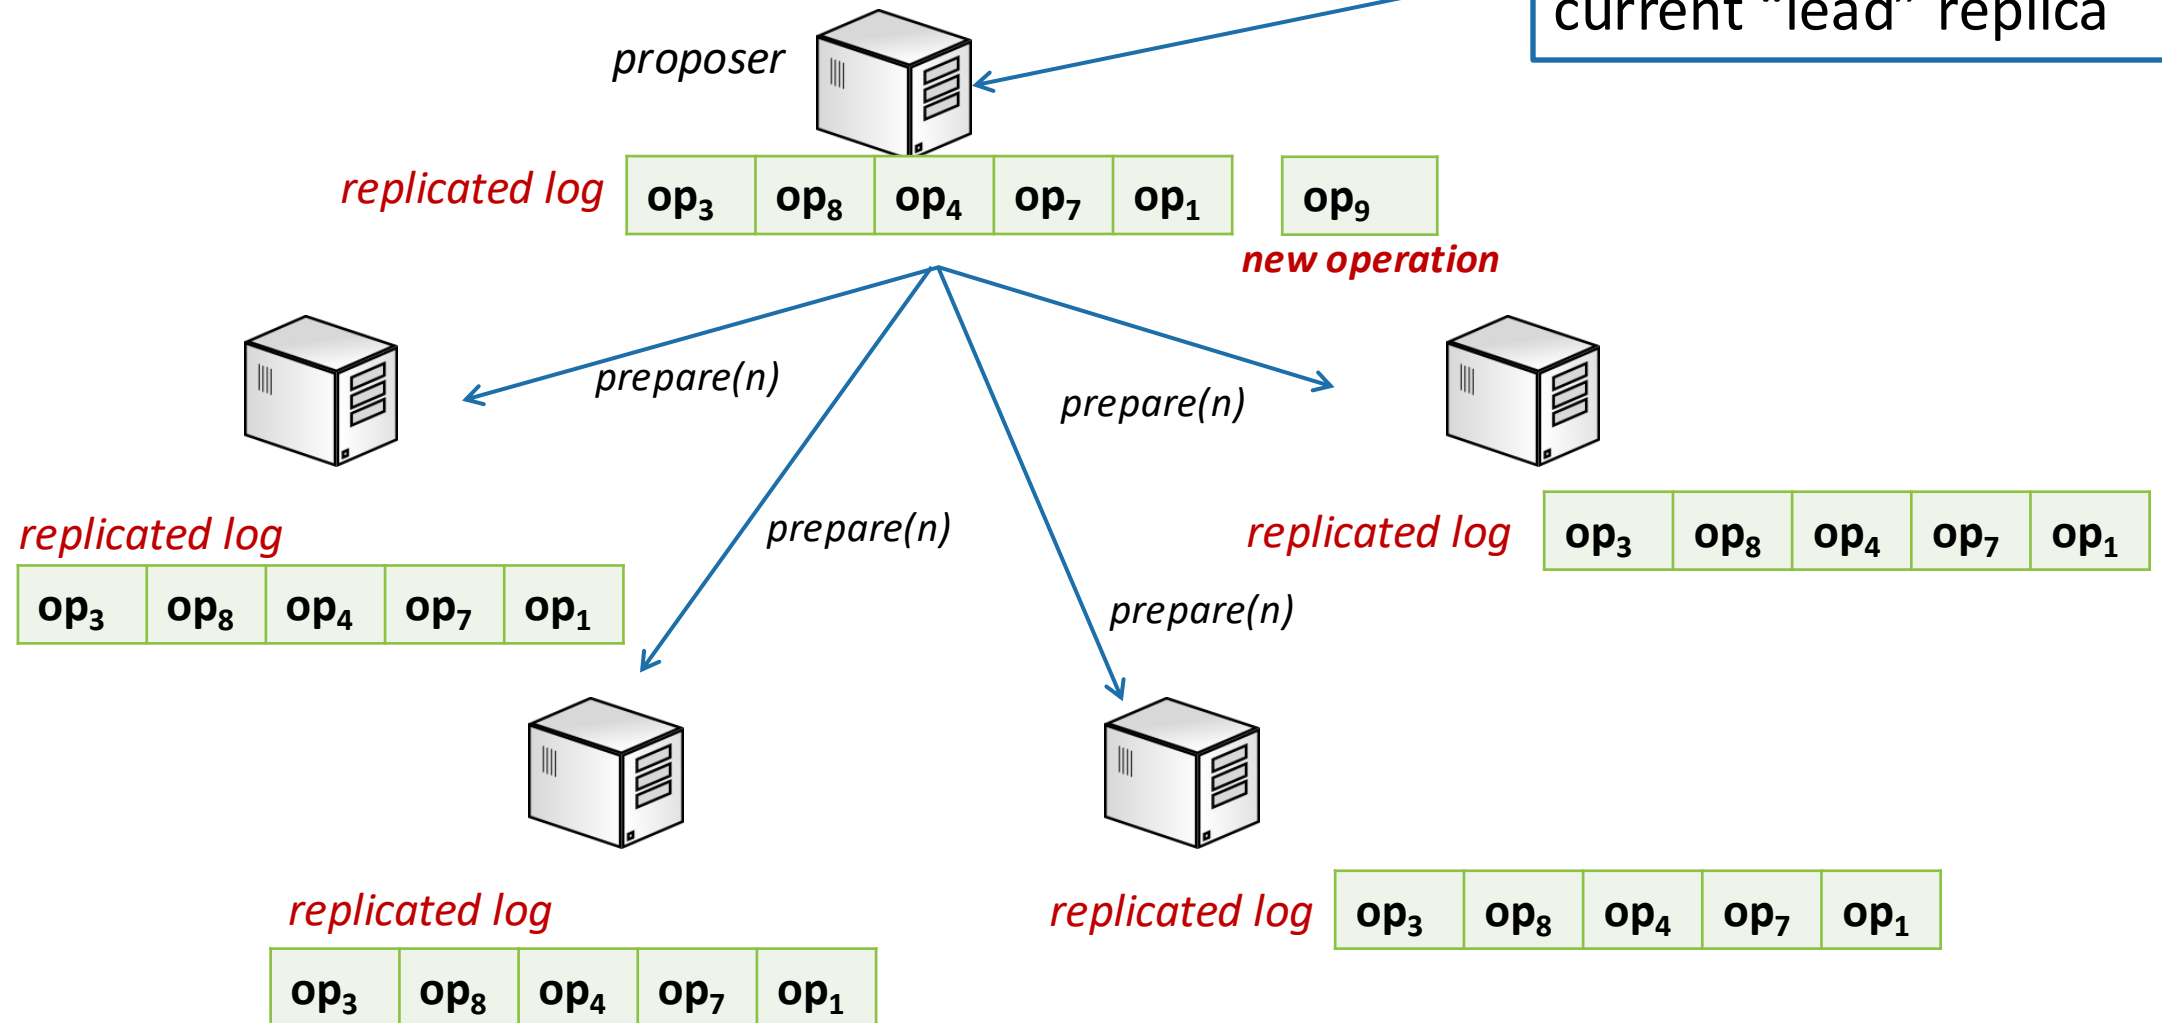 current “lead” replica
proposer
replicated log
op₃ op₈ op₄ op₇ op₁ op₉
new operation
prepare(n)
prepare(n)
prepare(n)
prepare(n)
replicated log
op₃ op₈ op₄ op₇ op₁
replicated log
op₃ op₈ op₄ op₇ op₁
replicated log
op₃ op₈ op₄ op₇ op₁
replicated log
op₃ op₈ op₄ op₇ op₁